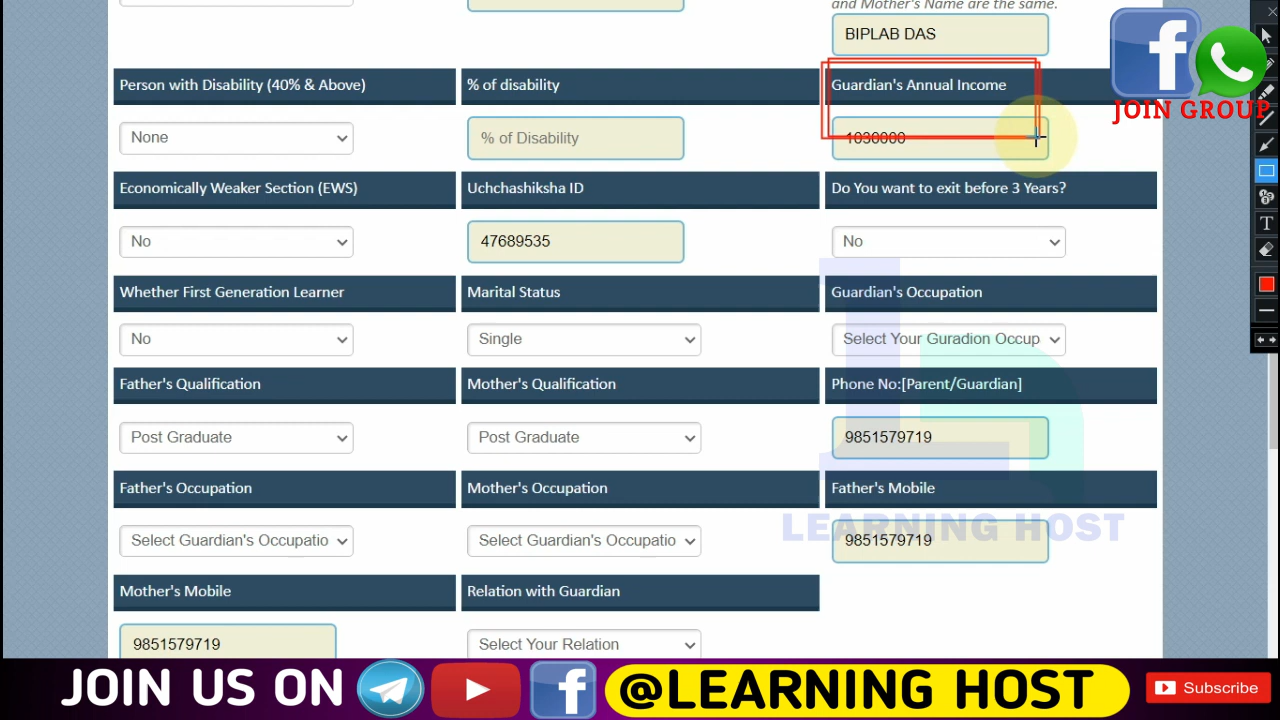 and Mother's Name are the same.
BIPLAB DAS
JOIN GROUP
Person with Disability (40% & Above)
% of disability
Guardian's Annual Income
None
% of Disability
1030000
Economically Weaker Section (EWS)
Uchchashiksha ID
Do You want to exit before 3 Years?
No
47689535
No
Whether First Generation Learner
Marital Status
Guardian's Occupation
No
Single
Select Your Guradion Occup
Father's Qualification
Mother's Qualification
Phone No:[Parent/Guardian]
Post Graduate
Post Graduate
9851579719
Father's Occupation
Mother's Occupation
Father's Mobile
LEARNING HOST
Select Guardian's Occupatio
Select Guardian's Occupatio
9851579719
Mother's Mobile
Relation with Guardian
9851579719
Select Your Relation
JOIN US ON
@LEARNING HOST
Subscribe